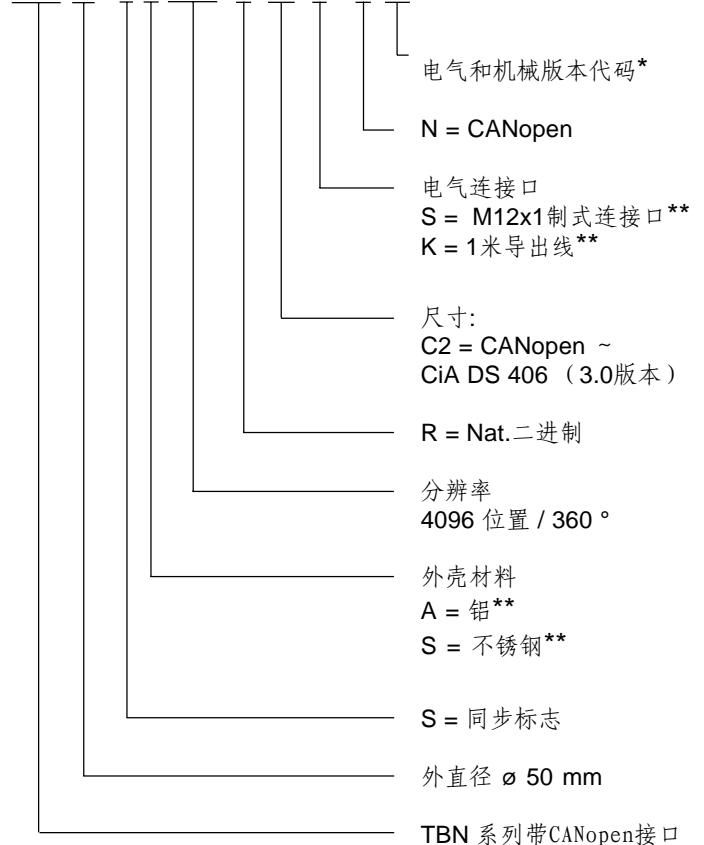 电气和机械版本代码*
N = CANopen
电气连接口
S = M12x1制式连接口**
K = 1米导出线**
尺寸:
C2 = CANopen ~
CiA DS 406 （3.0版本）
R = Nat.二进制
分辨率
4096 位置 / 360 °
外壳材料
A = 铝**
S = 不锈钢**
S = 同步标志
外直径 ø 50 mm
TBN 系列带CANopen接口